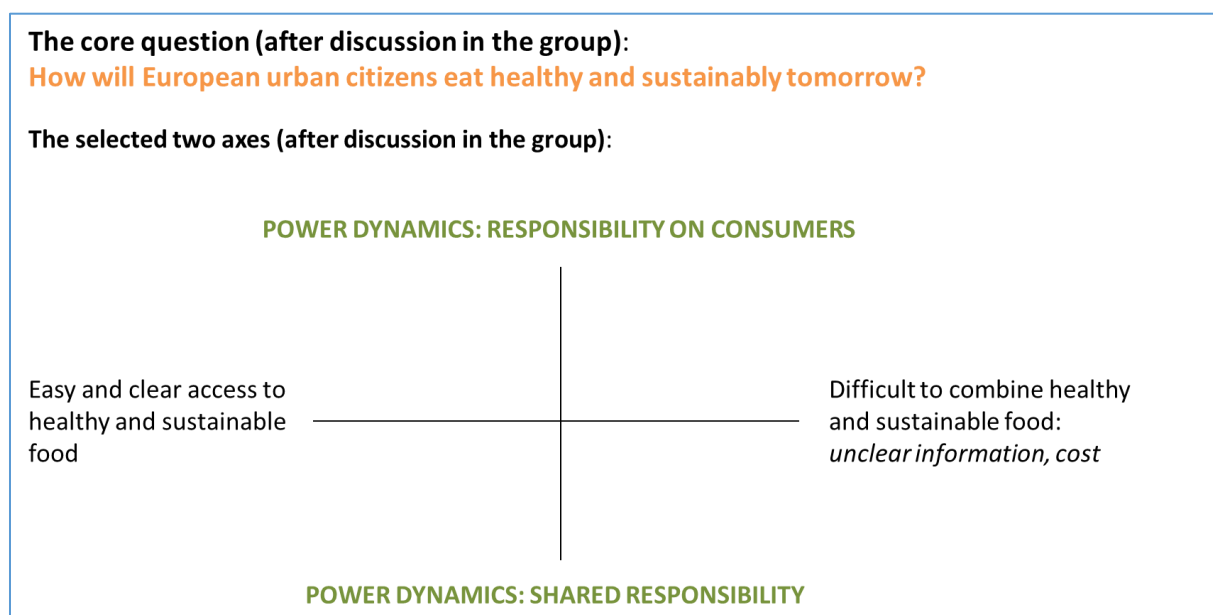 The core question (after discussion in the group):
How will European urban citizens eat healthy and sustainably tomorrow?
The selected two axes (after discussion in the group):
POWER DYNAMICS: RESPONSIBILITY ON CONSUMERS
Easy and clear access to
healthy and sustainable
food
Difficult to combine healthy
and sustainable food:
unclear information, cost
POWER DYNAMICS: SHARED RESPONSIBILITY